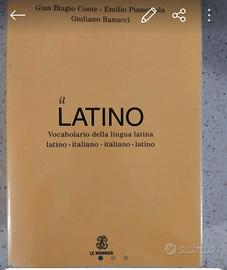 Gian Biagio Conte · Emilio Pianezzola
Giuliano Ranucci
il
LATINO
Vocabolario della lingua latina
latino · italiano - italiano · latino
LE MONNIER
subito